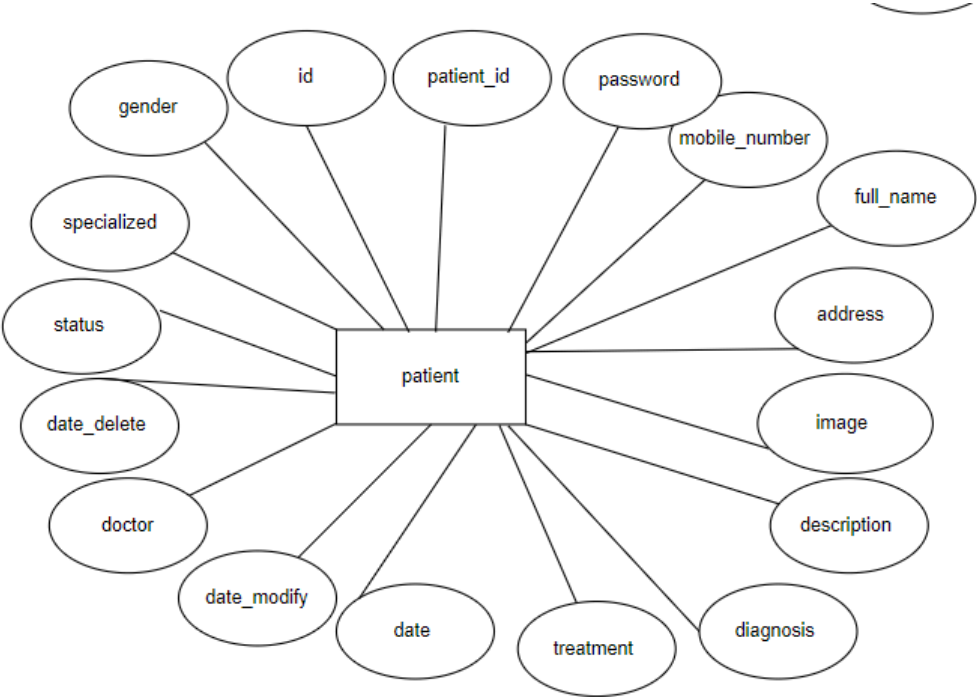 id
patient_id
password
gender
mobile_number
full_name
specialized
address
status
patient
image
date_delete
doctor
description
date_modify
date
diagnosis
treatment